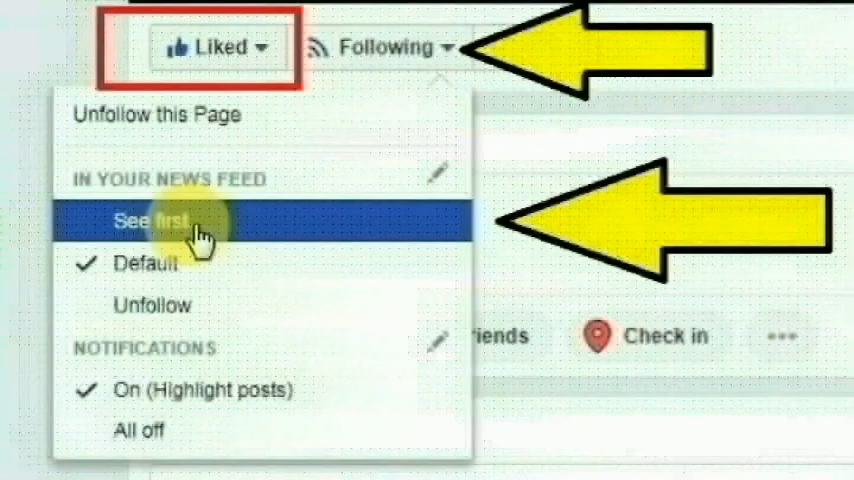 Liked Following
Unfollow this Page
IN YOUR NEWS FEED
See first
Default
Unfollow
riends Check in
NOTIFICATIONS
On (Highlight posts)
All off